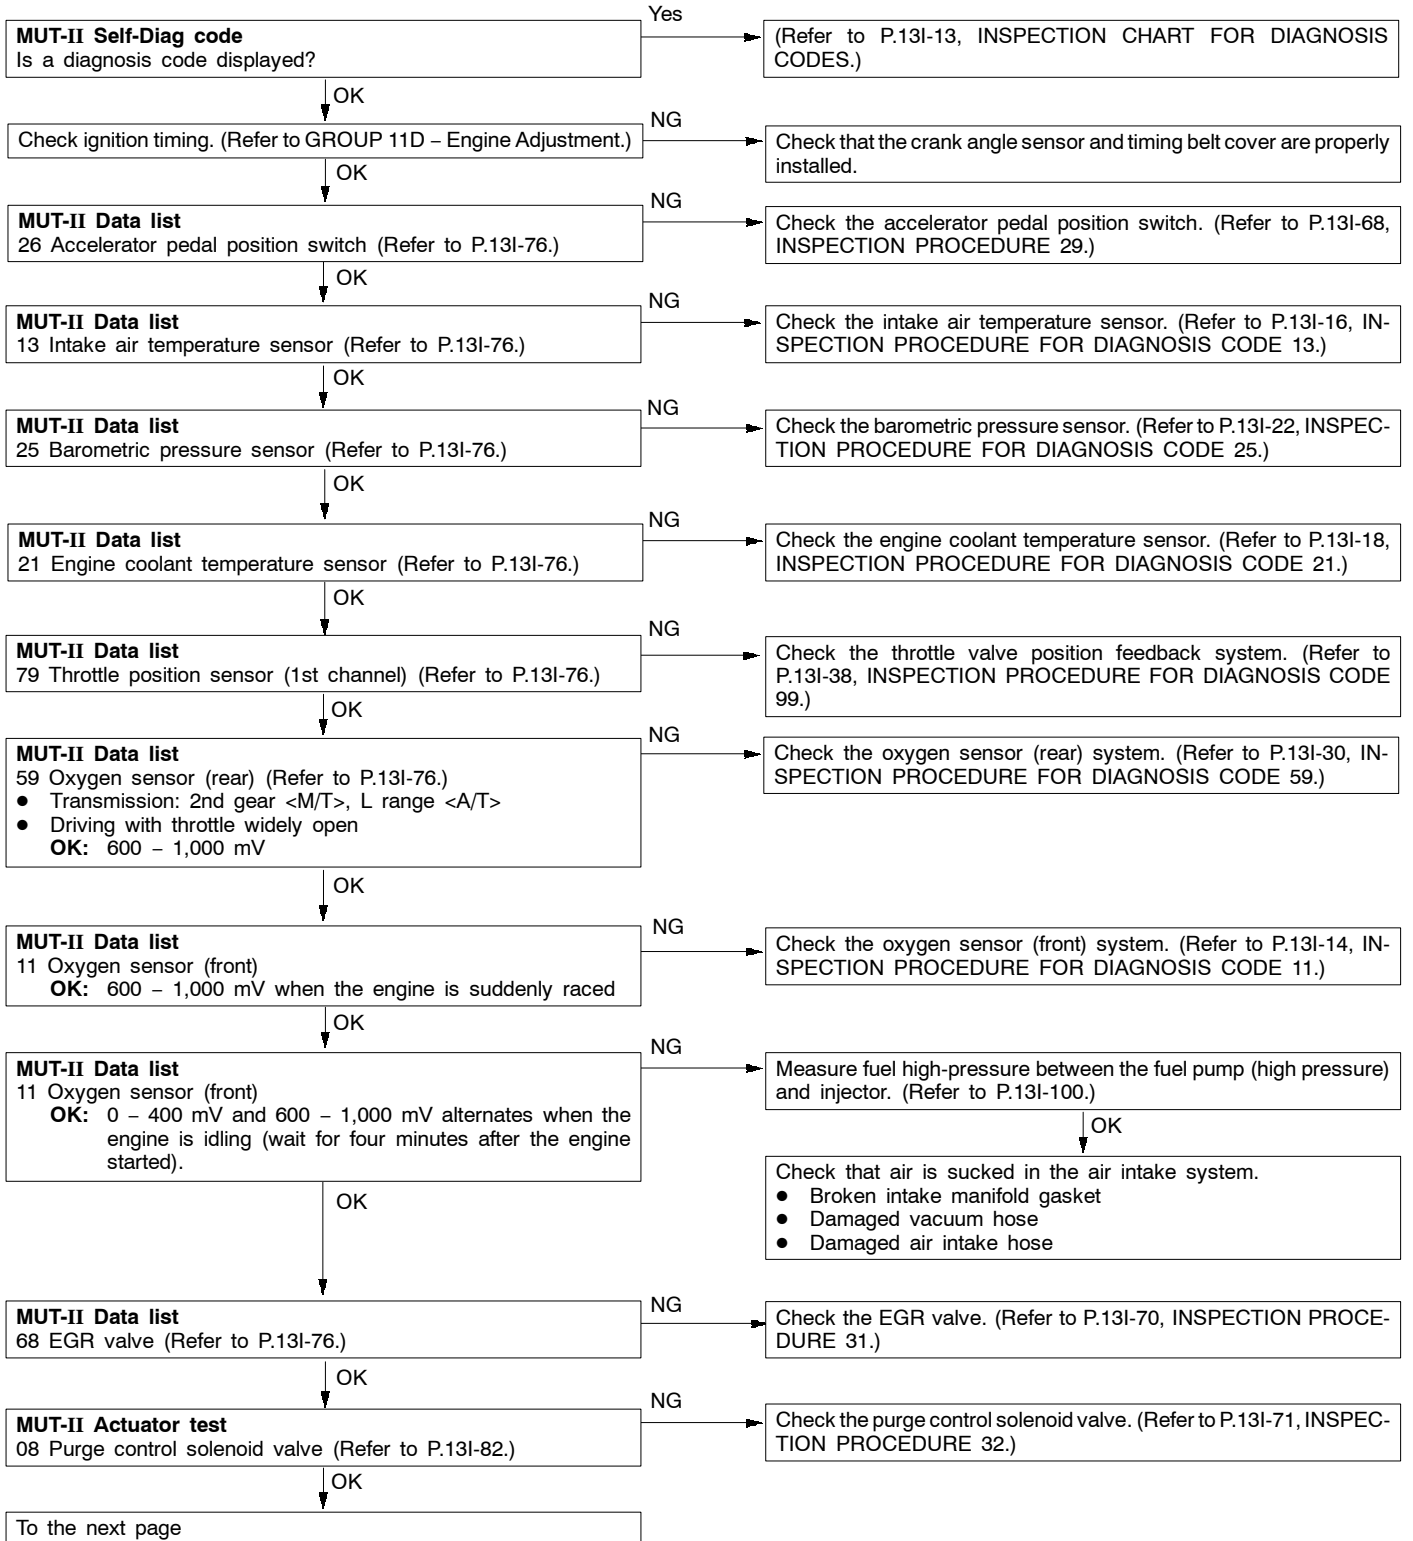 Yes
MUT-II Self-Diag code
Is a diagnosis code displayed?
(Refer to P.13I-13, INSPECTION CHART FOR DIAGNOSIS
CODES.)
OK
Check ignition timing. (Refer to GROUP 11D – Engine Adjustment.)
NG
Check that the crank angle sensor and timing belt cover are properly
installed.
OK
MUT-II Data list
26 Accelerator pedal position switch (Refer to P.13I-76.)
NG
Check the accelerator pedal position switch. (Refer to P.13I-68,
INSPECTION PROCEDURE 29.)
OK
MUT-II Data list
13 Intake air temperature sensor (Refer to P.13I-76.)
NG
Check the intake air temperature sensor. (Refer to P.13I-16, IN-
SPECTION PROCEDURE FOR DIAGNOSIS CODE 13.)
OK
MUT-II Data list
25 Barometric pressure sensor (Refer to P.13I-76.)
NG
Check the barometric pressure sensor. (Refer to P.13I-22, INSPEC-
TION PROCEDURE FOR DIAGNOSIS CODE 25.)
OK
MUT-II Data list
21 Engine coolant temperature sensor (Refer to P.13I-76.)
NG
Check the engine coolant temperature sensor. (Refer to P.13I-18,
INSPECTION PROCEDURE FOR DIAGNOSIS CODE 21.)
OK
MUT-II Data list
79 Throttle position sensor (1st channel) (Refer to P.13I-76.)
NG
Check the throttle valve position feedback system. (Refer to
P.13I-38, INSPECTION PROCEDURE FOR DIAGNOSIS CODE
99.)
OK
MUT-II Data list
59 Oxygen sensor (rear) (Refer to P.13I-76.)
● Transmission: 2nd gear <M/T>, L range <A/T>
● Driving with throttle widely open
OK: 600 – 1,000 mV
NG
Check the oxygen sensor (rear) system. (Refer to P.13I-30, IN-
SPECTION PROCEDURE FOR DIAGNOSIS CODE 59.)
OK
MUT-II Data list
11 Oxygen sensor (front)
OK: 600 – 1,000 mV when the engine is suddenly raced
NG
Check the oxygen sensor (front) system. (Refer to P.13I-14, IN-
SPECTION PROCEDURE FOR DIAGNOSIS CODE 11.)
OK
MUT-II Data list
11 Oxygen sensor (front)
OK: 0 – 400 mV and 600 – 1,000 mV alternates when the
engine is idling (wait for four minutes after the engine
started).
NG
Measure fuel high-pressure between the fuel pump (high pressure)
and injector. (Refer to P.13I-100.)
OK
Check that air is sucked in the air intake system.
● Broken intake manifold gasket
● Damaged vacuum hose
● Damaged air intake hose
OK
MUT-II Data list
68 EGR valve (Refer to P.13I-76.)
NG
Check the EGR valve. (Refer to P.13I-70, INSPECTION PROCE-
DURE 31.)
OK
MUT-II Actuator test
08 Purge control solenoid valve (Refer to P.13I-82.)
NG
Check the purge control solenoid valve. (Refer to P.13I-71, INSPEC-
TION PROCEDURE 32.)
OK
To the next page